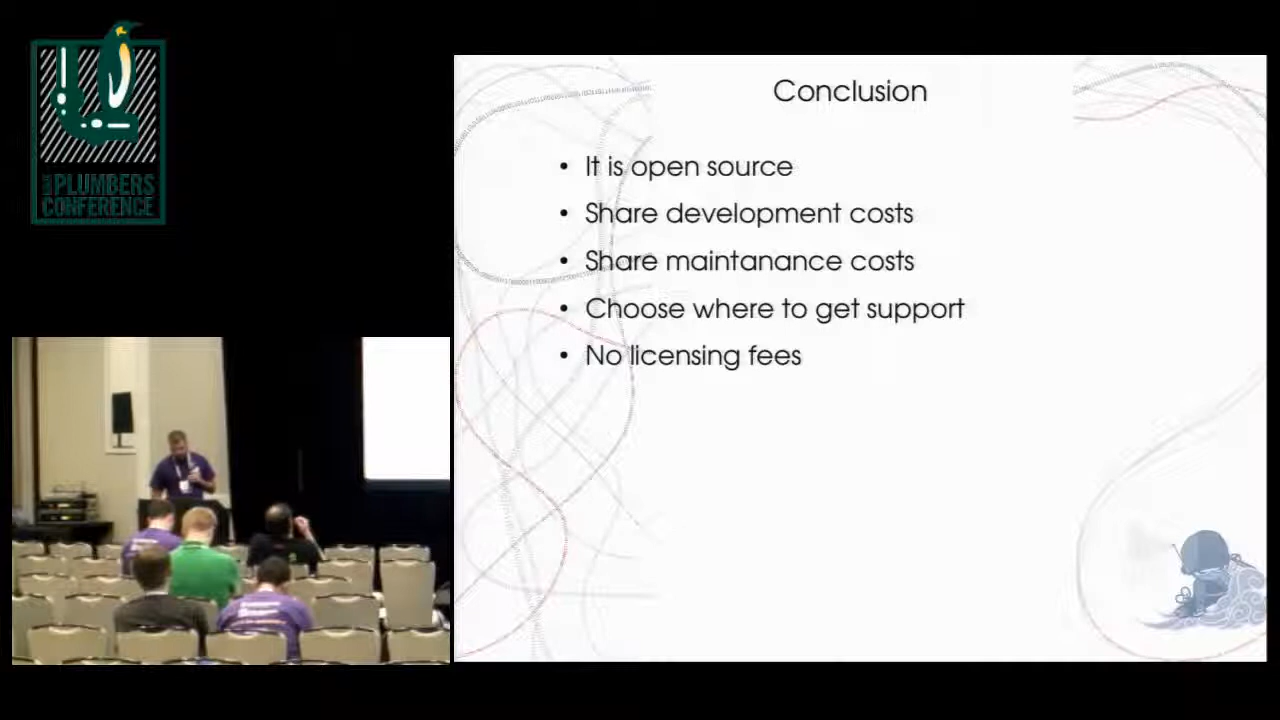 PLUMBERS
CONFERENCE
Conclusion
• It is open source
• Share development costs
• Share maintanance costs
• Choose where to get support
• No licensing fees